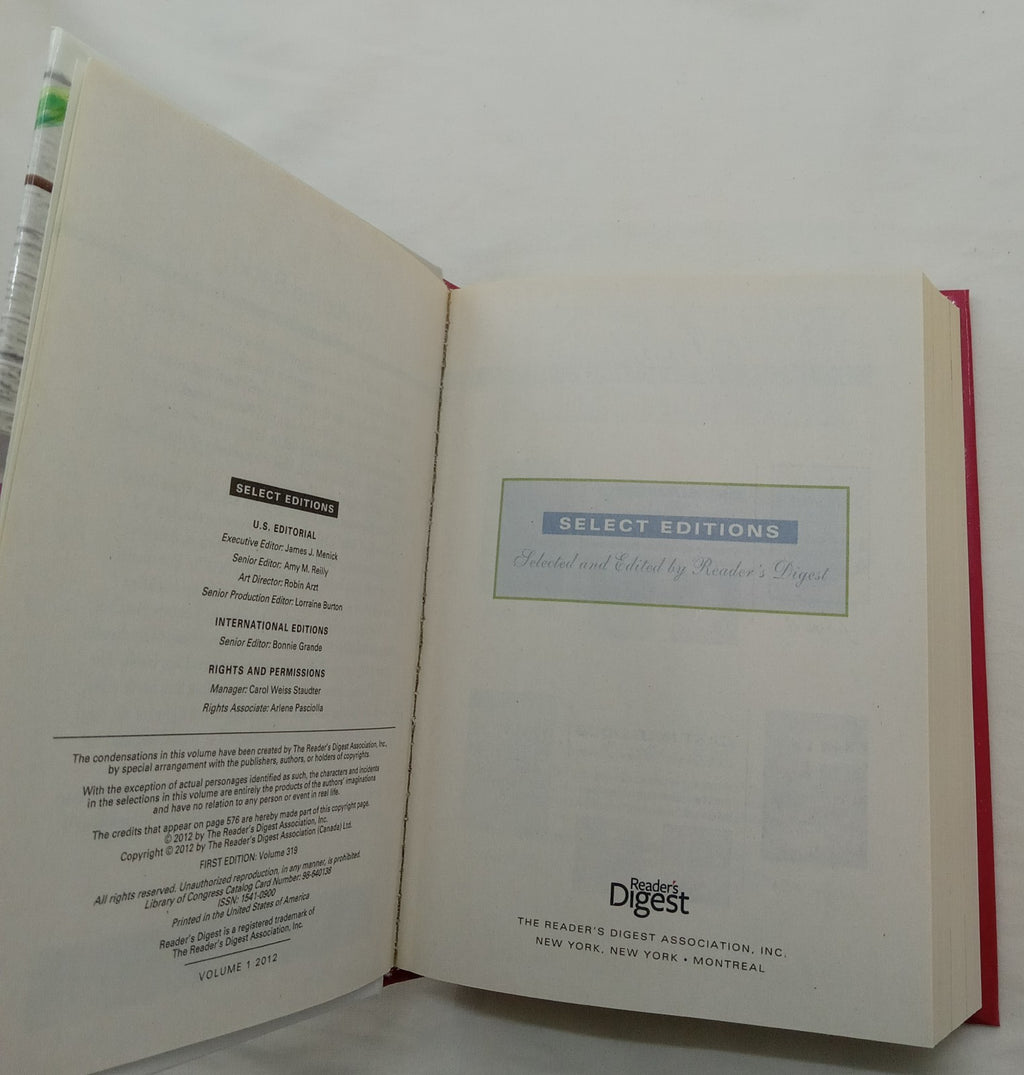 SELECT EDITIONS
U.S. EDITORIAL
Executive Editor: James J. Menick
Senior Editor: Amy M. Reilly
Art Director: Robin Arzt
Senior Production Editor: Lorraine Burton
INTERNATIONAL EDITIONS
Senior Editor: Bonnie Grande
RIGHTS AND PERMISSIONS
Manager: Carol Weiss Staudter
Rights Associate: Arlene Pasciolla
The condensations in this volume have been created by The Reader's Digest Association, Inc.,
by special arrangement with the publishers, authors, or holders of copyrights.
With the exception of actual personages identified as such, the characters and incidents
in the selections in this volume are entirely the products of the authors' imaginations
and have no relation to any person or event in real life.
The credits that appear on page 576 are hereby made part of this copyright page.
© 2012 by The Reader's Digest Association, Inc.
Copyright © 2012 by The Reader's Digest Association (Canada) Ltd.
FIRST EDITION: Volume 319
All rights reserved. Unauthorized reproduction, in any manner, is prohibited.
Library of Congress Catalog Card Number: 98-640138
ISSN: 1541-0900
Printed in the United States of America
Reader's Digest is a registered trademark of
The Reader's Digest Association, Inc.
VOLUME 1 2012
SELECT EDITIONS
Selected and Edited by Reader's Digest
Reader's
Digest
THE READER'S DIGEST ASSOCIATION, INC.
NEW YORK, NEW YORK • MONTREAL